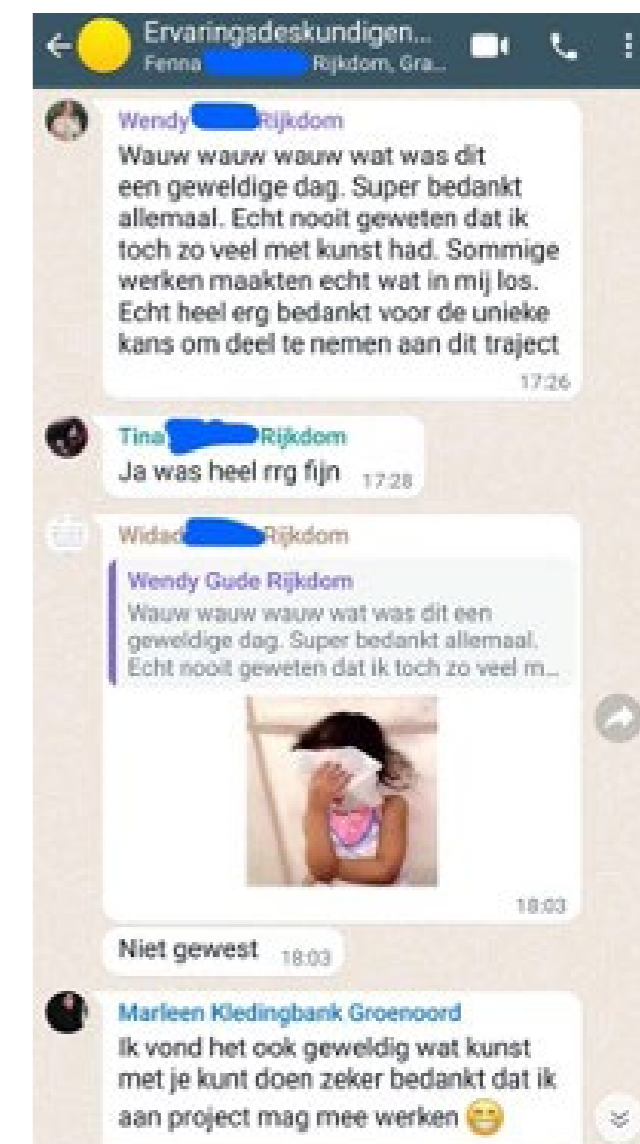 Ervaringsdeskundigen...
Fenna Rijkdom, Gra...
Wendy Rijkdom
Wauw wauw wauw wat was dit
een geweldige dag. Super bedankt
allemaal. Echt nooit geweten dat ik
toch zo veel met kunst had. Sommige
werken maakten echt wat in mij los.
Echt heel erg bedankt voor de unieke
kans om deel te nemen aan dit traject
17:26
Tina Rijkdom
Ja was heel rrg fijn 17:28
Widad Rijkdom
Wendy Gude Rijkdom
Wauw wauw wauw wat was dit een
geweldige dag. Super bedankt allemaal.
Echt nooit geweten dat ik toch zo veel m...
18:03
Niet gewest 18:03
Marleen Kledingbank Groenoord
Ik vond het ook geweldig wat kunst
met je kunt doen zeker bedankt dat ik
aan project mag mee werken 😄